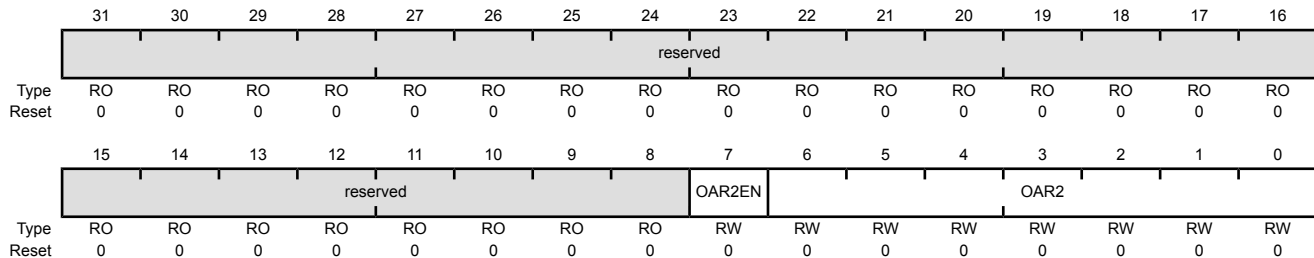 31 30 29 28 27 26 25 24 23 22 21 20 19 18 17 16
reserved
Type RO RO RO RO RO RO RO RO RO RO RO RO RO RO RO RO
Reset 0 0 0 0 0 0 0 0 0 0 0 0 0 0 0 0
15 14 13 12 11 10 9 8 7 6 5 4 3 2 1 0
reserved OAR2EN OAR2
Type RO RO RO RO RO RO RO RO RW RW RW RW RW RW RW RW
Reset 0 0 0 0 0 0 0 0 0 0 0 0 0 0 0 0